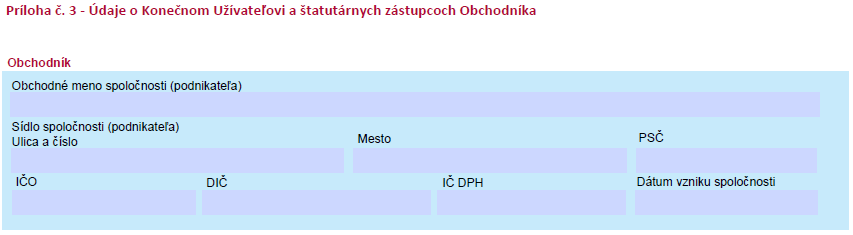 Príloha č. 3 - Údaje o Konečnom Užívateľovi a štatutárnych zástupcoch Obchodníka
Obchodník
Obchodné meno spoločnosti (podnikateľa)
Sídlo spoločnosti (podnikateľa)
Ulica a číslo
Mesto
PSČ
IČO
DIČ
IČ DPH
Dátum vzniku spoločnosti